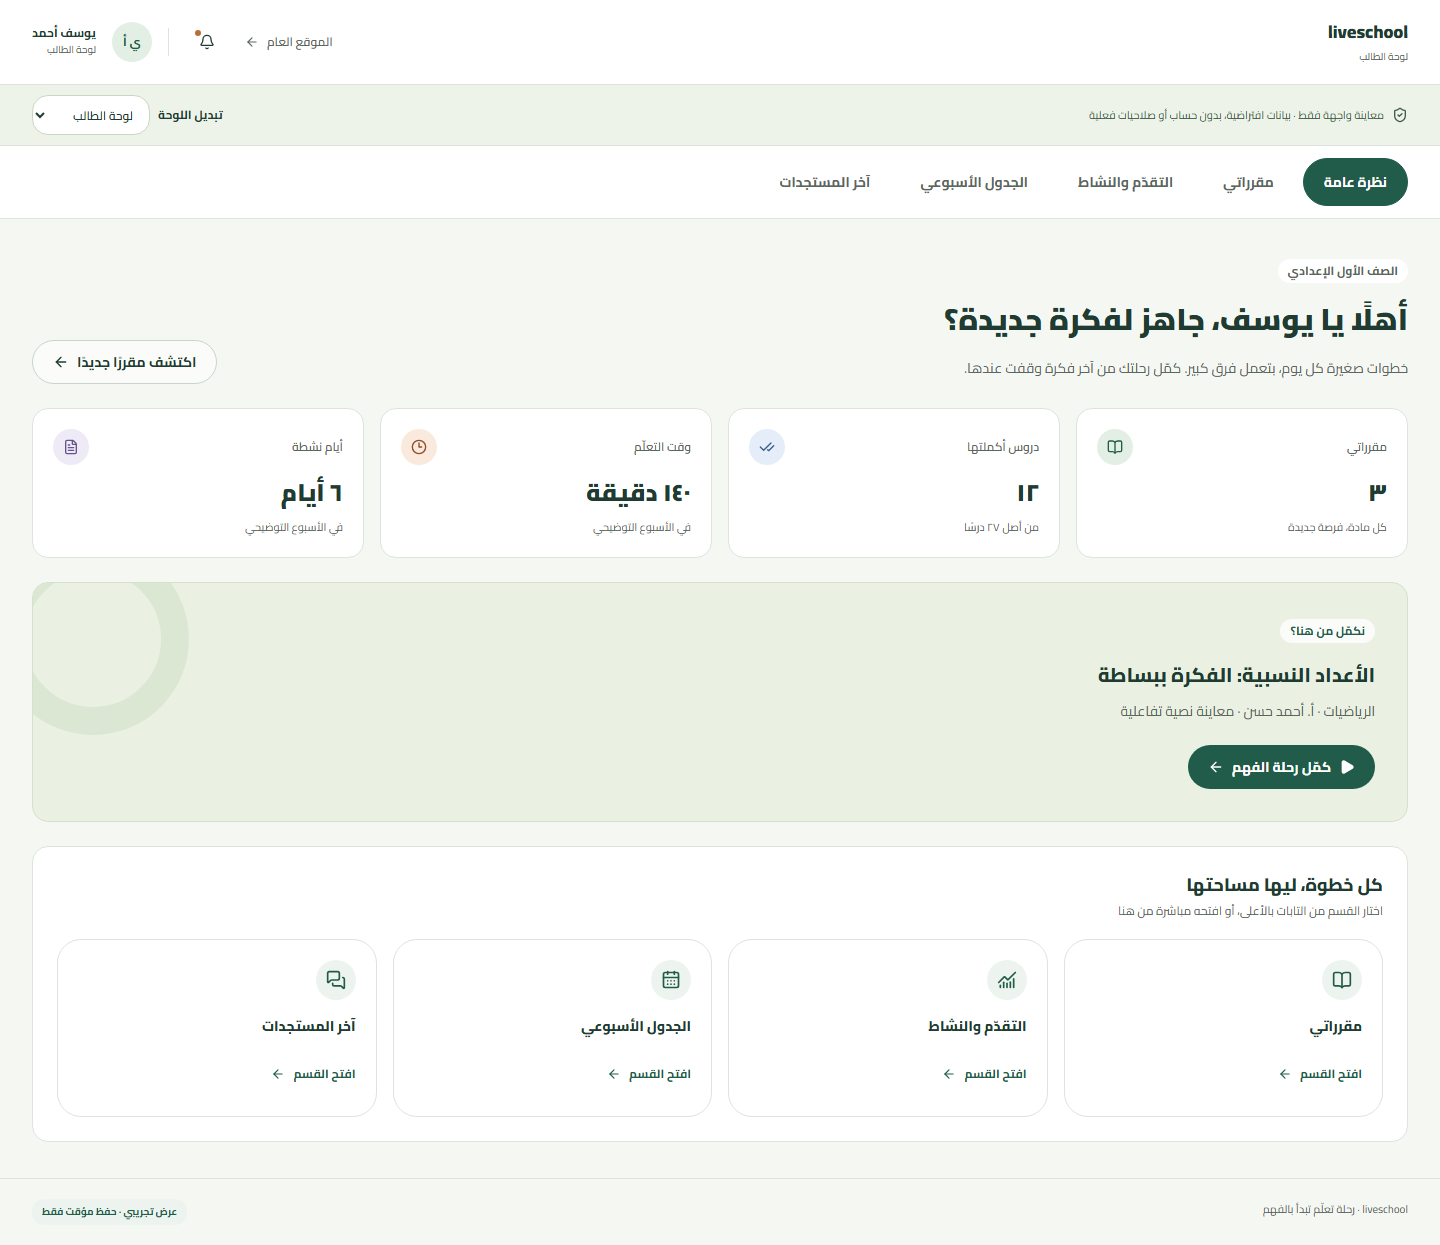 liveschool
لوحة الطالب
الموقع العام
ي أ
يوسف أحمد
لوحة الطالب
معاينة واجهة فقط · بيانات افتراضية، بدون حساب أو صلاحيات فعلية
تبديل اللوحة
لوحة الطالب
نظرة عامة
مقرراتي
التقدّم والنشاط
الجدول الأسبوعي
آخر المستجدات
الصف الأول الإعدادي
أهلًا يا يوسف، جاهز لفكرة جديدة؟
خطوات صغيرة كل يوم، بتعمل فرق كبير. كمّل رحلتك من آخر فكرة وقفت عندها.
اكتشف مقررًا جديدًا
مقرراتي
٣
كل مادة، فرصة جديدة
دروس أكملتها
١٢
من أصل ٢٧ درسًا
وقت التعلّم
١٤٠ دقيقة
في الأسبوع التوضيحي
أيام نشطة
٦ أيام
في الأسبوع التوضيحي
نكمّل من هنا؟
الأعداد النسبية: الفكرة ببساطة
الرياضيات · أ. أحمد حسن · معاينة نصية تفاعلية
كمّل رحلة الفهم
كل خطوة، ليها مساحتها
اختار القسم من التابات بالأعلى، أو افتحه مباشرة من هنا
مقرراتي
افتح القسم
التقدّم والنشاط
افتح القسم
الجدول الأسبوعي
افتح القسم
آخر المستجدات
افتح القسم
liveschool · رحلة تعلّم تبدأ بالفهم
عرض تجريبي · حفظ مؤقت فقط